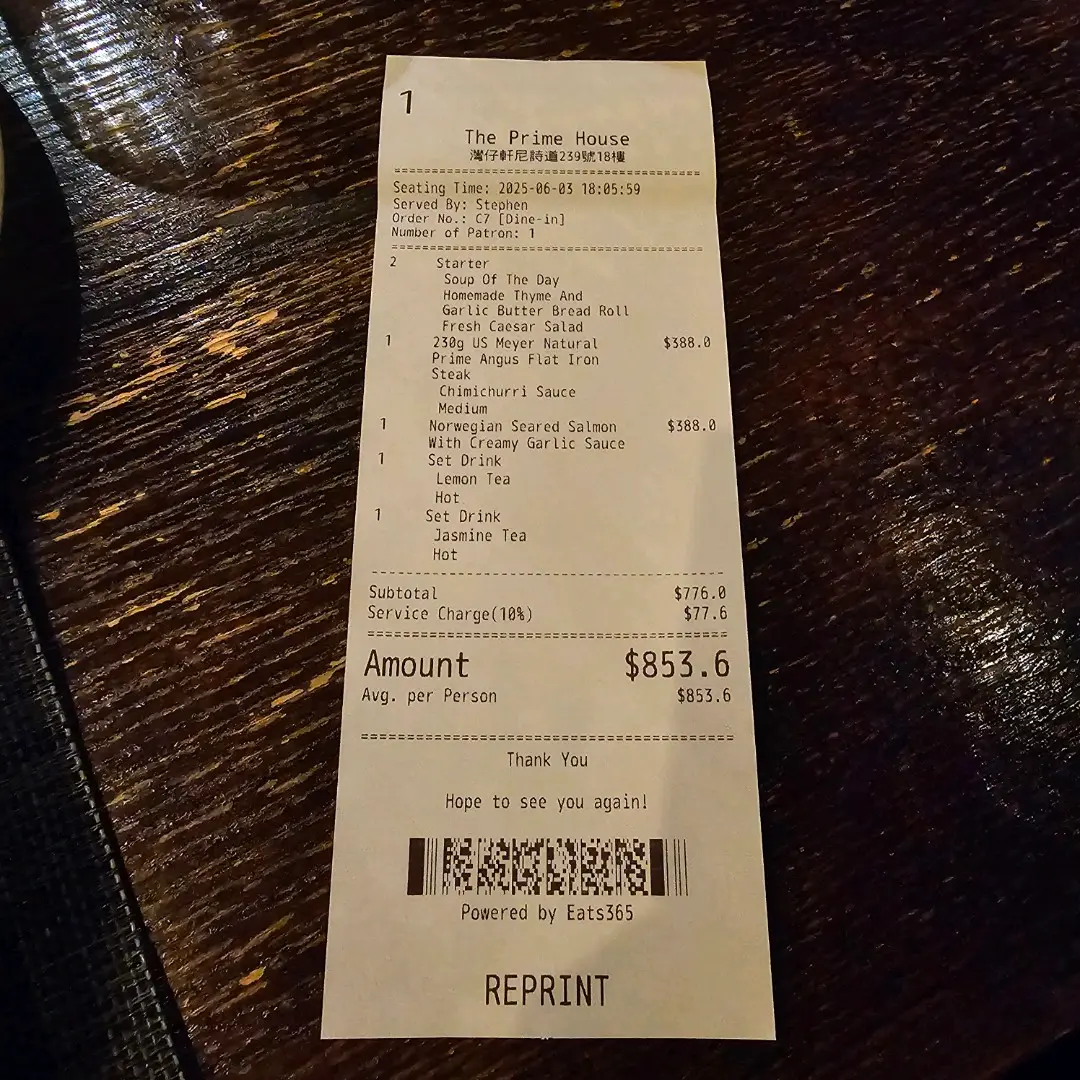 1
The Prime House
灣仔軒尼詩道239號18樓
Seating Time: 2025-06-03 18:05:59
Served By: Stephen
Order No.: C7 [Dine-in]
Number of Patron: 1
2 Starter
Soup Of The Day
Homemade Thyme And
Garlic Butter Bread Roll
Fresh Caesar Salad
1 230g US Meyer Natural $388.0
Prime Angus Flat Iron
Steak
Chimichurri Sauce
Medium
1 Norwegian Seared Salmon $388.0
With Creamy Garlic Sauce
1 Set Drink
Lemon Tea
Hot
1 Set Drink
Jasmine Tea
Hot
Subtotal $776.0
Service Charge(10%) $77.6
Amount $853.6
Avg. per Person $853.6
Thank You
Hope to see you again!
Powered by Eats365
REPRINT